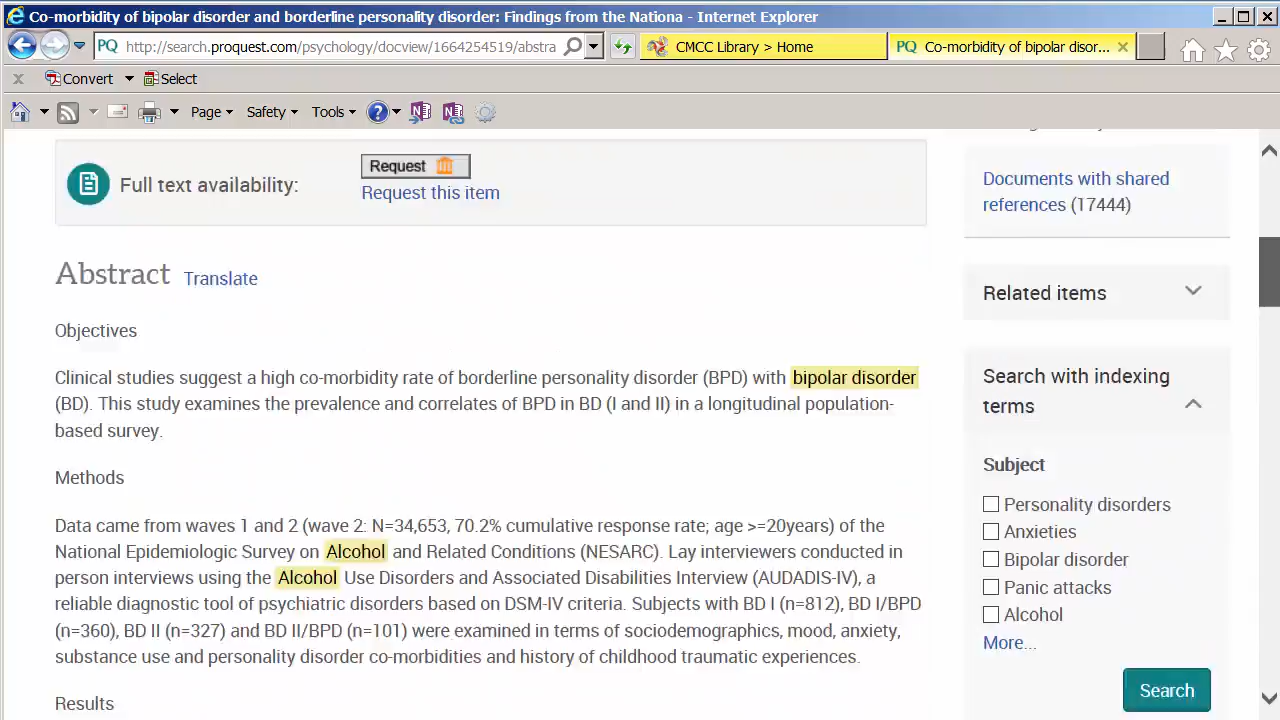 Co-morbidity of bipolar disorder and borderline personality disorder: Findings from the Nationa - Internet Explorer
PQ http://search.proquest.com/psychology/docview/1664254519/abstra
CMCC Library > Home
PQ Co-morbidity of bipolar disor...
Convert Select
Page Safety Tools
Full text availability:
Request
Request this item
Abstract Translate
Objectives
Clinical studies suggest a high co-morbidity rate of borderline personality disorder (BPD) with bipolar disorder
(BD). This study examines the prevalence and correlates of BPD in BD (I and II) in a longitudinal population-
based survey.
Methods
Data came from waves 1 and 2 (wave 2: N=34,653, 70.2% cumulative response rate; age >=20years) of the
National Epidemiologic Survey on Alcohol and Related Conditions (NESARC). Lay interviewers conducted in
person interviews using the Alcohol Use Disorders and Associated Disabilities Interview (AUDADIS-IV), a
reliable diagnostic tool of psychiatric disorders based on DSM-IV criteria. Subjects with BD I (n=812), BD I/BPD
(n=360), BD II (n=327) and BD II/BPD (n=101) were examined in terms of sociodemographics, mood, anxiety,
substance use and personality disorder co-morbidities and history of childhood traumatic experiences.
Results
Documents with shared
references (17444)
Related items
Search with indexing
terms
Subject
Personality disorders
Anxieties
Bipolar disorder
Panic attacks
Alcohol
More...
Search